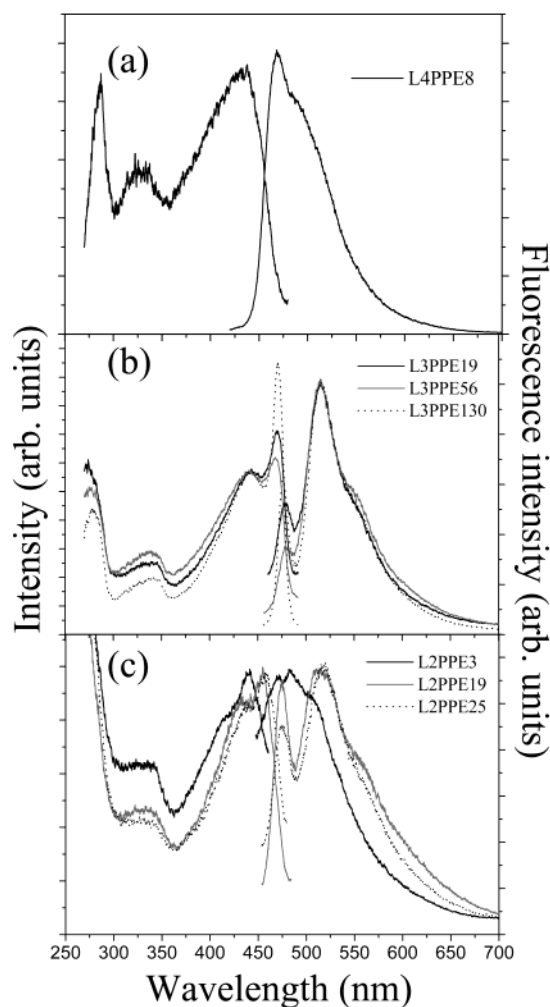 (a)
L4PPE8
(b)
L3PPE19
L3PPE56
L3PPE130
(c)
L2PPE3
L2PPE19
L2PPE25
Intensity (arb. units)
Fluorescence intensity (arb. units)
250 300 350 400 450 500 550 600 650 700
Wavelength (nm)